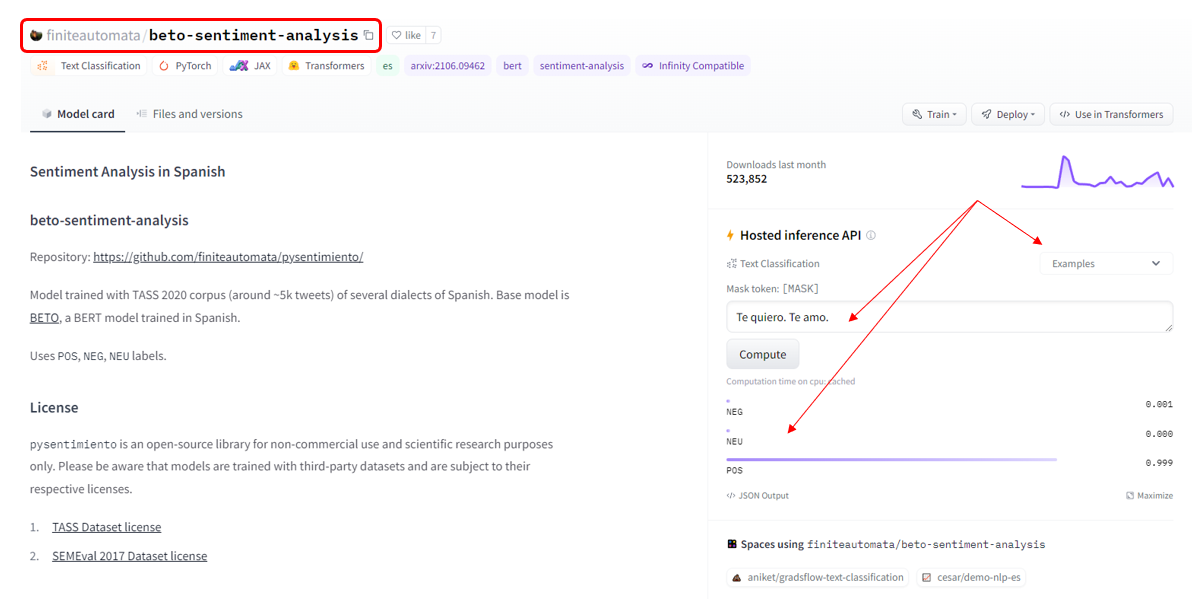 finiteautomata/beto-sentiment-analysis like 7
Text Classification PyTorch JAX Transformers es arxiv:2106.09462 bert sentiment-analysis Infinity Compatible
Model card Files and versions Train Deploy Use in Transformers
Sentiment Analysis in Spanish
beto-sentiment-analysis
Repository: https://github.com/finiteautomata/pysentimiento/
Model trained with TASS 2020 corpus (around ~5k tweets) of several dialects of Spanish. Base model is
BETO, a BERT model trained in Spanish.
Uses POS, NEG, NEU labels.
License
pysentimiento is an open-source library for non-commercial use and scientific research purposes
only. Please be aware that models are trained with third-party datasets and are subject to their
respective licenses.
1. TASS Dataset license
2. SEMEval 2017 Dataset license
Downloads last month
523,852
Hosted inference API
Text Classification Examples
Mask token: [MASK]
Te quiero. Te amo.
Compute
Computation time on cpu: cached
NEG 0.001
NEU 0.000
POS 0.999
</> JSON Output Maximize
Spaces using finiteautomata/beto-sentiment-analysis
aniket/gradsflow-text-classification cesar/demo-nlp-es